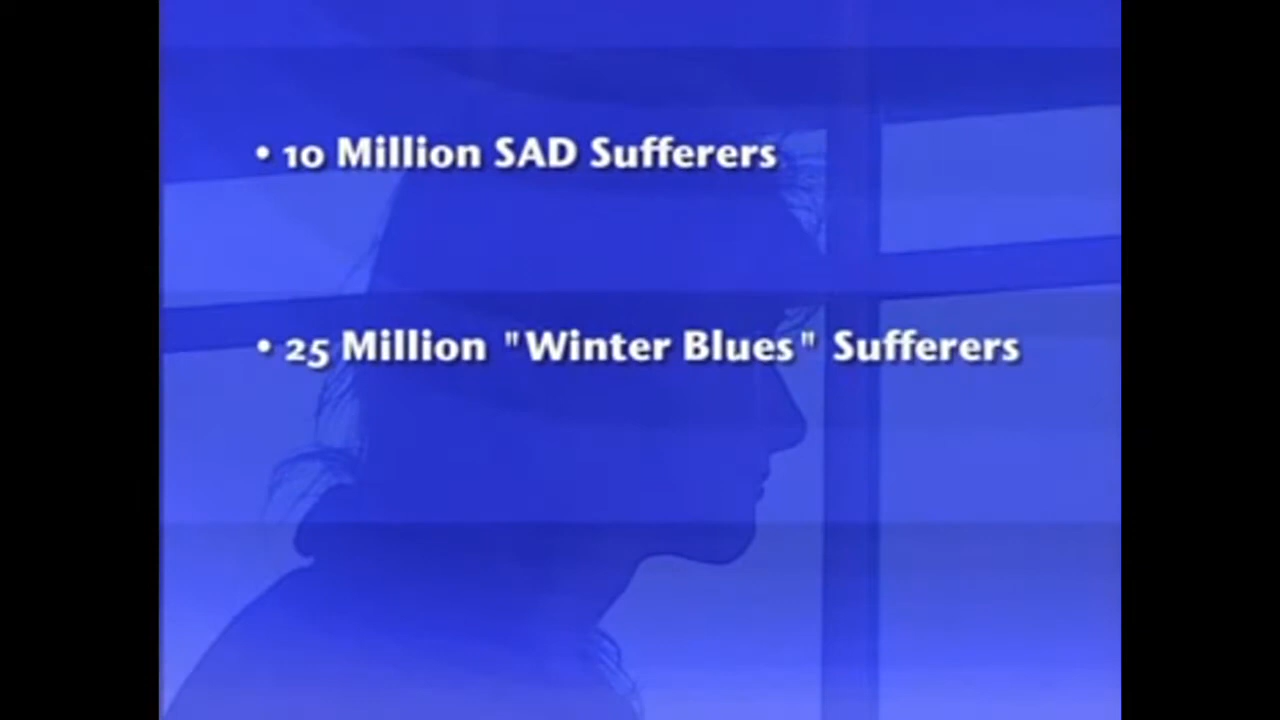 • 10 Million SAD Sufferers
• 25 Million "Winter Blues" Sufferers